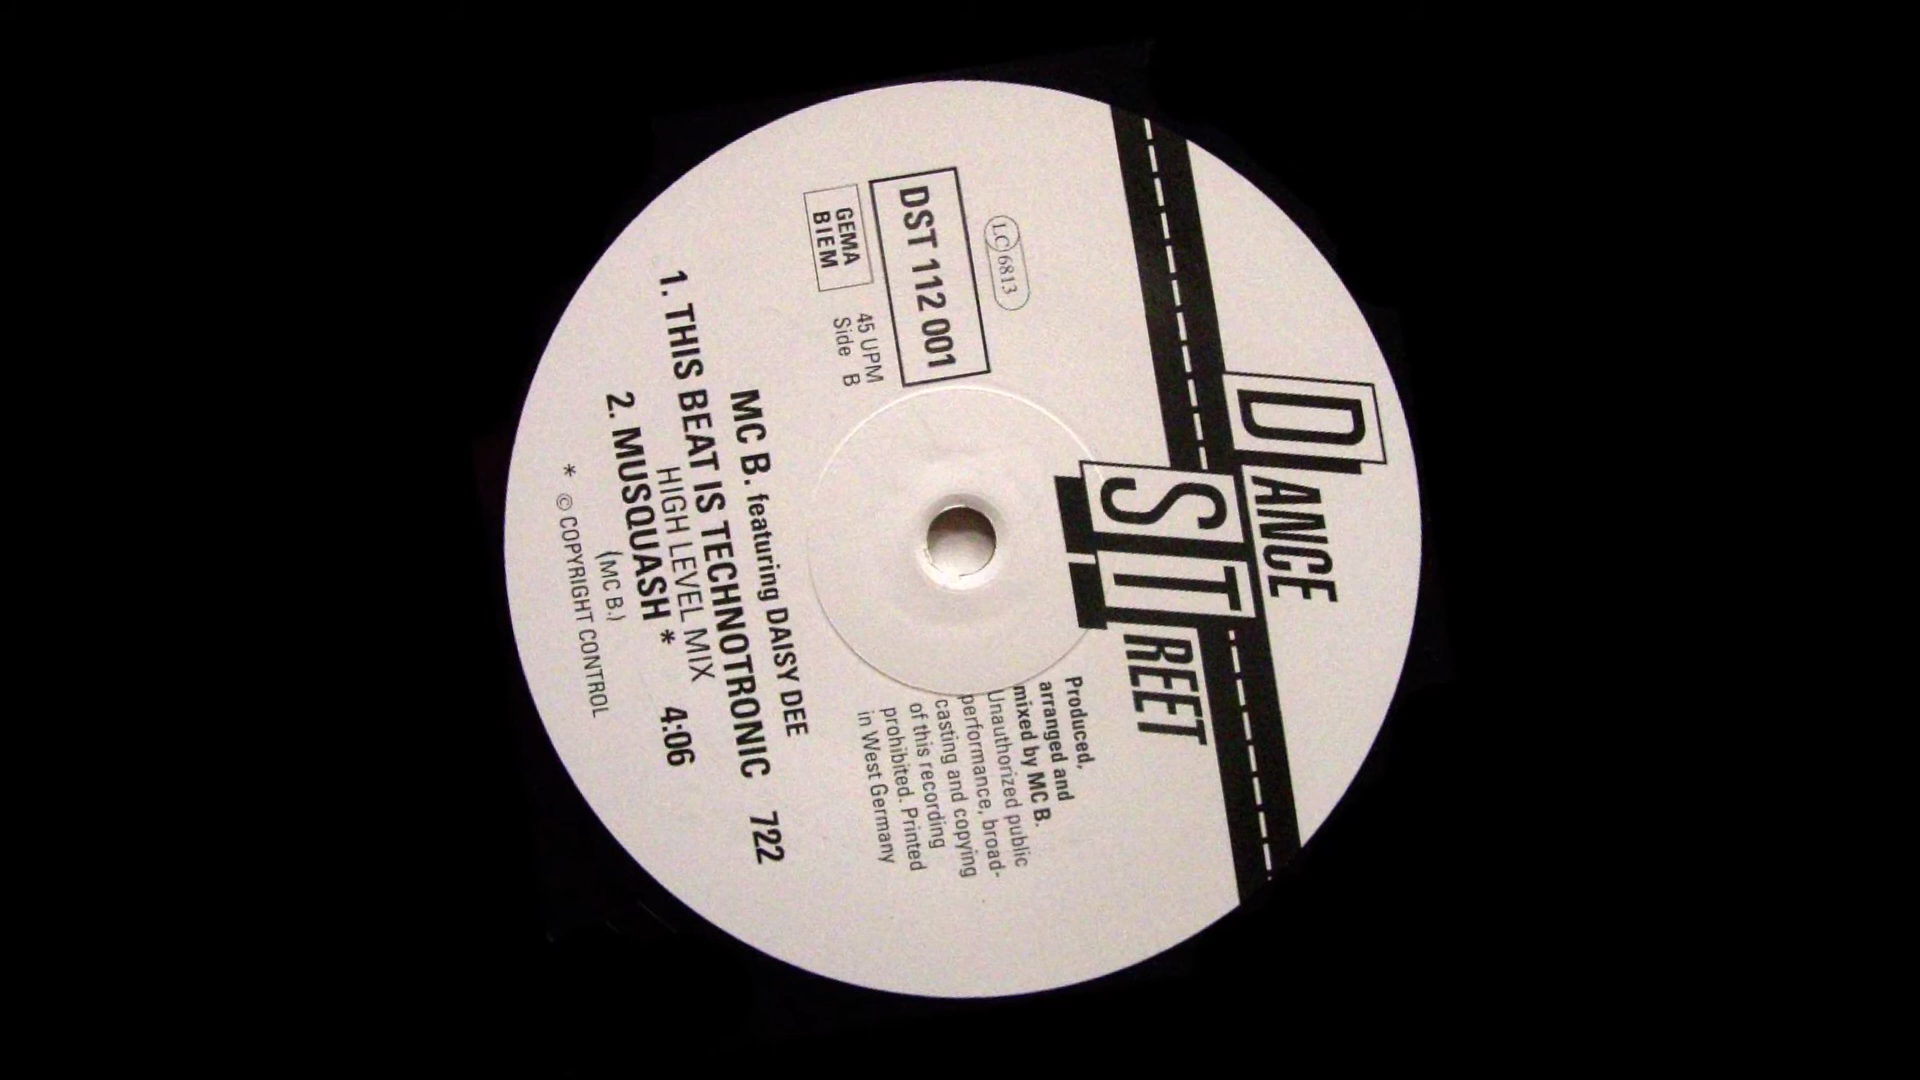 DANCE
STREET
LC 6813
DST 112 001
GEMA
BIEM
45 UPM
Side B
Produced,
arranged and
mixed by MC B.
Unauthorized public
performance, broad-
casting and copying
of this recording
prohibited. Printed
in West Germany
MC B. featuring DAISY DEE
1. THIS BEAT IS TECHNOTRONIC 722
HIGH LEVEL MIX
2. MUSQUASH * 4:06
(MC B.)
* © COPYRIGHT CONTROL